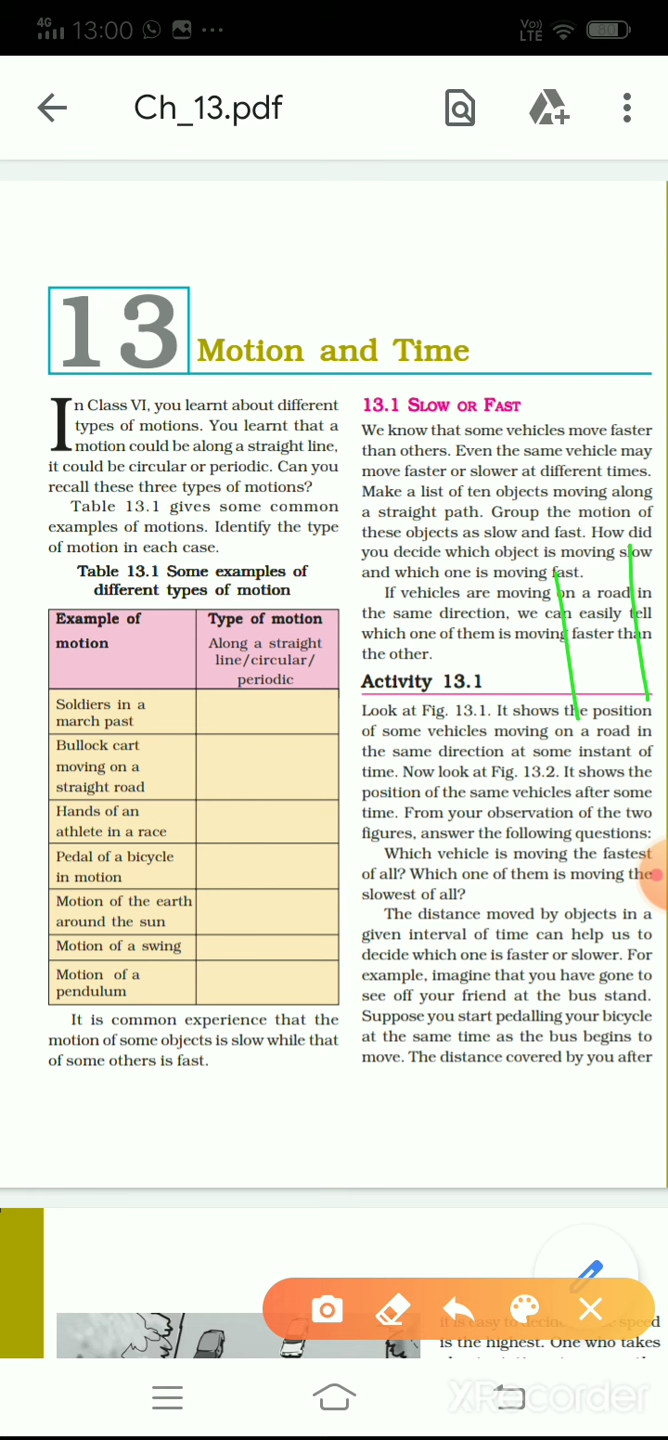 4G 13:00 Vo)) LTE 80
Ch_13.pdf
13 Motion and Time
In Class VI, you learnt about different
types of motions. You learnt that a
motion could be along a straight line,
it could be circular or periodic. Can you
recall these three types of motions?
Table 13.1 gives some common
examples of motions. Identify the type
of motion in each case.
Table 13.1 Some examples of
different types of motion
Example of
motion
Type of motion
Along a straight
line/circular/
periodic
Soldiers in a
march past
Bullock cart
moving on a
straight road
Hands of an
athlete in a race
Pedal of a bicycle
in motion
Motion of the earth
around the sun
Motion of a swing
Motion of a
pendulum
It is common experience that the
motion of some objects is slow while that
of some others is fast.
13.1 SLOW OR FAST
We know that some vehicles move faster
than others. Even the same vehicle may
move faster or slower at different times.
Make a list of ten objects moving along
a straight path. Group the motion of
these objects as slow and fast. How did
you decide which object is moving slow
and which one is moving fast.
If vehicles are moving on a road in
the same direction, we can easily tell
which one of them is moving faster than
the other.
Activity 13.1
Look at Fig. 13.1. It shows the position
of some vehicles moving on a road in
the same direction at some instant of
time. Now look at Fig. 13.2. It shows the
position of the same vehicles after some
time. From your observation of the two
figures, answer the following questions:
Which vehicle is moving the fastest
of all? Which one of them is moving the
slowest of all?
The distance moved by objects in a
given interval of time can help us to
decide which one is faster or slower. For
example, imagine that you have gone to
see off your friend at the bus stand.
Suppose you start pedalling your bicycle
at the same time as the bus begins to
move. The distance covered by you after
it is easy to decide speed
is the highest. One who takes
XRecorder